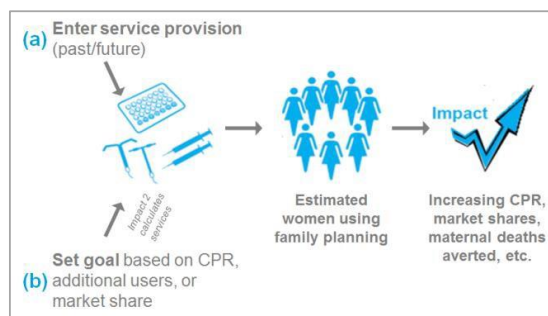 (a) Enter service provision
(past/future)
Impact 2
calculates
services
Set goal based on CPR,
(b) additional users, or
market share
Estimated
women using
family planning
Impact
Increasing CPR,
market shares,
maternal deaths
averted, etc.